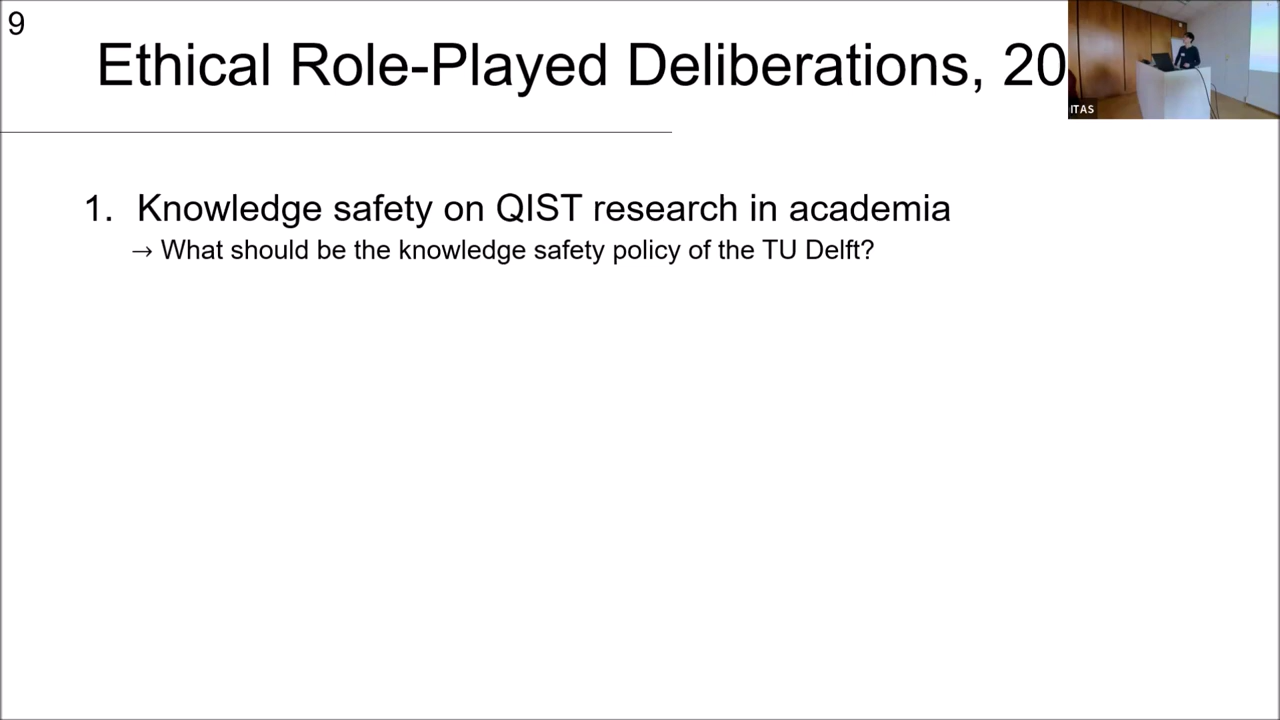 9
Ethical Role-Played Deliberations, 20
ITAS
1. Knowledge safety on QIST research in academia
→ What should be the knowledge safety policy of the TU Delft?